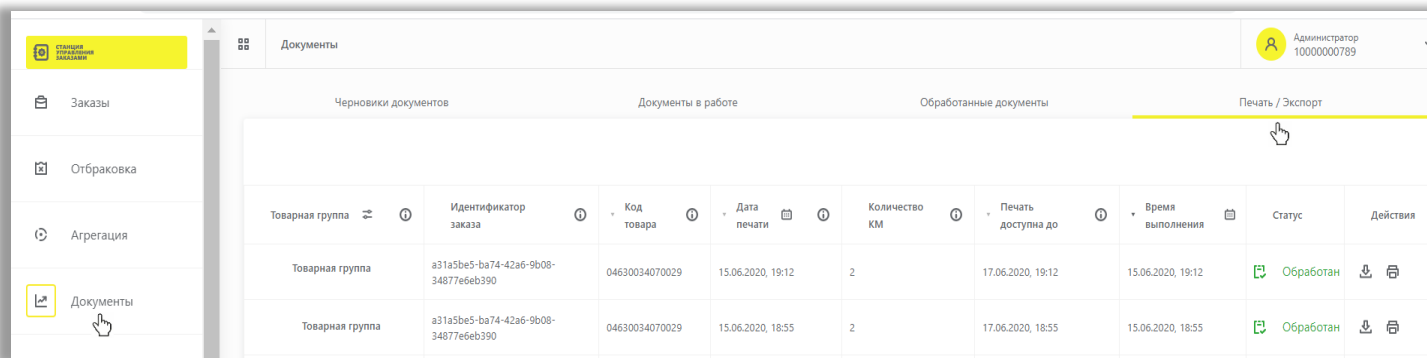 СТАНЦИЯ
УПРАВЛЕНИЯ
ЗАКАЗАМИ
Заказы
Отбраковка
Агрегация
Документы
Документы
Администратор
10000000789
Черновики документов
Документы в работе
Обработанные документы
Печать / Экспорт
Товарная группа
Идентификатор
заказа
Код
товара
Дата
печати
Количество
КМ
Печать
доступна до
Время
выполнения
Статус
Действия
Товарная группа
a31a5be5-ba74-42a6-9b08-
34877e6eb390
04630034070029
15.06.2020, 19:12
2
17.06.2020, 19:12
15.06.2020, 19:12
Обработан
Товарная группа
a31a5be5-ba74-42a6-9b08-
34877e6eb390
04630034070029
15.06.2020, 18:55
2
17.06.2020, 18:55
15.06.2020, 18:55
Обработан